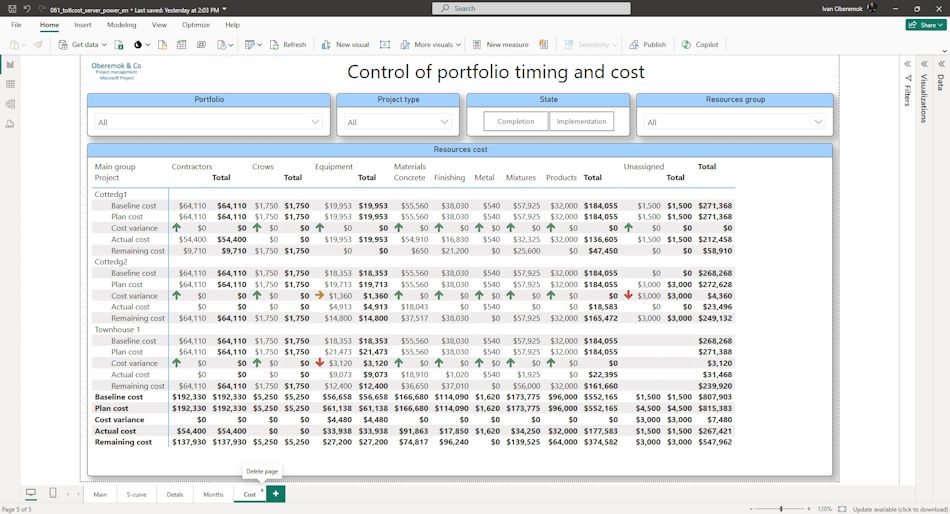 061_totlcost_server_power_en • Last saved: Yesterday at 2:03 PM
Search
Ivan Oberemok
File Home Insert Modeling View Optimize Help
Share
Get data Refresh New visual More visuals New measure Sensitivity Publish Copilot
Oberemok & Co
Project management
Microsoft Project
Control of portfolio timing and cost
Portfolio Project type State Resources group
All All Completion Implementation All
Filters
Visualizations
Data
Resources cost
Main group Contractors Crows Equipment Materials Unassigned Total
Project Total Total Total Concrete Finishing Metal Mixtures Products Total Total
Cottedg1
Baseline cost $64,110 $64,110 $1,750 $1,750 $19,953 $19,953 $55,560 $38,030 $540 $57,925 $32,000 $184,055 $1,500 $1,500 $271,368
Plan cost $64,110 $64,110 $1,750 $1,750 $19,953 $19,953 $55,560 $38,030 $540 $57,925 $32,000 $184,055 $1,500 $1,500 $271,368
Cost variance $0 $0 $0 $0 $0 $0 $0 $0 $0 $0 $0 $0 $0 $0 $0
Actual cost $54,400 $54,400 $0 $0 $19,953 $19,953 $54,910 $16,830 $540 $32,325 $32,000 $136,605 $1,500 $1,500 $212,458
Remaining cost $9,710 $9,710 $1,750 $1,750 $0 $0 $650 $21,200 $0 $25,600 $0 $47,450 $0 $0 $58,910
Cottedg2
Baseline cost $64,110 $64,110 $1,750 $1,750 $18,353 $18,353 $55,560 $38,030 $540 $57,925 $32,000 $184,055 $0 $0 $268,268
Plan cost $64,110 $64,110 $1,750 $1,750 $19,713 $19,713 $55,560 $38,030 $540 $57,925 $32,000 $184,055 $3,000 $3,000 $272,628
Cost variance $0 $0 $0 $0 $1,360 $1,360 $0 $0 $0 $0 $0 $0 $3,000 $3,000 $4,360
Actual cost $0 $0 $0 $0 $4,913 $4,913 $18,043 $0 $540 $0 $0 $18,583 $0 $0 $23,496
Remaining cost $64,110 $64,110 $1,750 $1,750 $14,800 $14,800 $37,517 $38,030 $0 $57,925 $32,000 $165,472 $3,000 $3,000 $249,132
Townhouse 1
Baseline cost $64,110 $64,110 $1,750 $1,750 $18,353 $18,353 $55,560 $38,030 $540 $57,925 $32,000 $184,055 $268,268
Plan cost $64,110 $64,110 $1,750 $1,750 $21,473 $21,473 $55,560 $38,030 $540 $57,925 $32,000 $184,055 $271,388
Cost variance $0 $0 $0 $0 $3,120 $3,120 $0 $0 $0 $0 $0 $0 $3,120
Actual cost $0 $0 $0 $0 $9,073 $9,073 $18,910 $1,020 $540 $1,925 $0 $22,395 $31,468
Remaining cost $64,110 $64,110 $1,750 $1,750 $12,400 $12,400 $36,650 $37,010 $0 $56,000 $32,000 $161,660 $239,920
Baseline cost $192,330 $192,330 $5,250 $5,250 $56,658 $56,658 $166,680 $114,090 $1,620 $173,775 $96,000 $552,165 $1,500 $1,500 $807,903
Plan cost $192,330 $192,330 $5,250 $5,250 $61,138 $61,138 $166,680 $114,090 $1,620 $173,775 $96,000 $552,165 $4,500 $4,500 $815,383
Cost variance $0 $0 $0 $0 $4,480 $4,480 $0 $0 $0 $0 $0 $0 $3,000 $3,000 $7,480
Actual cost $54,400 $54,400 $0 $0 $33,938 $33,938 $91,863 $17,850 $1,620 $34,250 $32,000 $177,583 $1,500 $1,500 $267,421
Remaining cost $137,930 $137,930 $5,250 $5,250 $27,200 $27,200 $74,817 $96,240 $0 $139,525 $64,000 $374,582 $3,000 $3,000 $547,962
Delete page
Main S-curve Details Months Cost
Page 5 of 5 120% Update available (click to download)